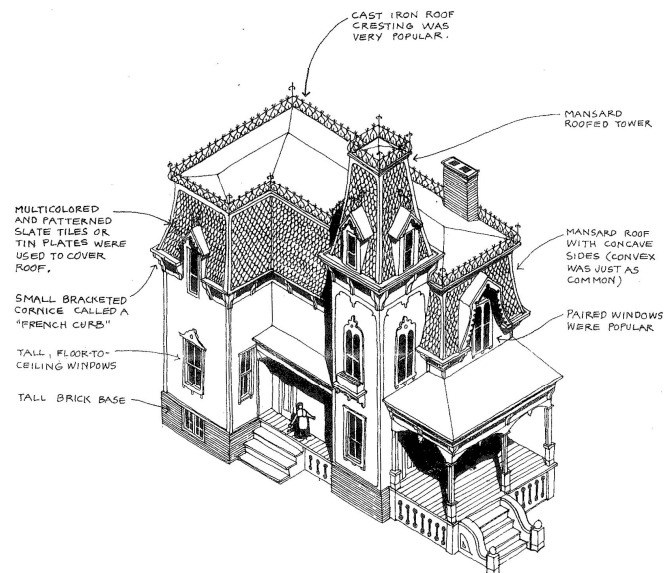 CAST IRON ROOF
CRESTING WAS
VERY POPULAR.
MANSARD
ROOFED TOWER
MULTICOLORED
AND PATTERNED
SLATE TILES OR
TIN PLATES WERE
USED TO COVER
ROOF.
MANSARD ROOF
WITH CONCAVE
SIDES (CONVEX
WAS JUST AS
COMMON)
SMALL BRACKETED
CORNICE CALLED A
"FRENCH CURB"
PAIRED WINDOWS
WERE POPULAR
TALL, FLOOR-TO-
CEILING WINDOWS
TALL BRICK BASE